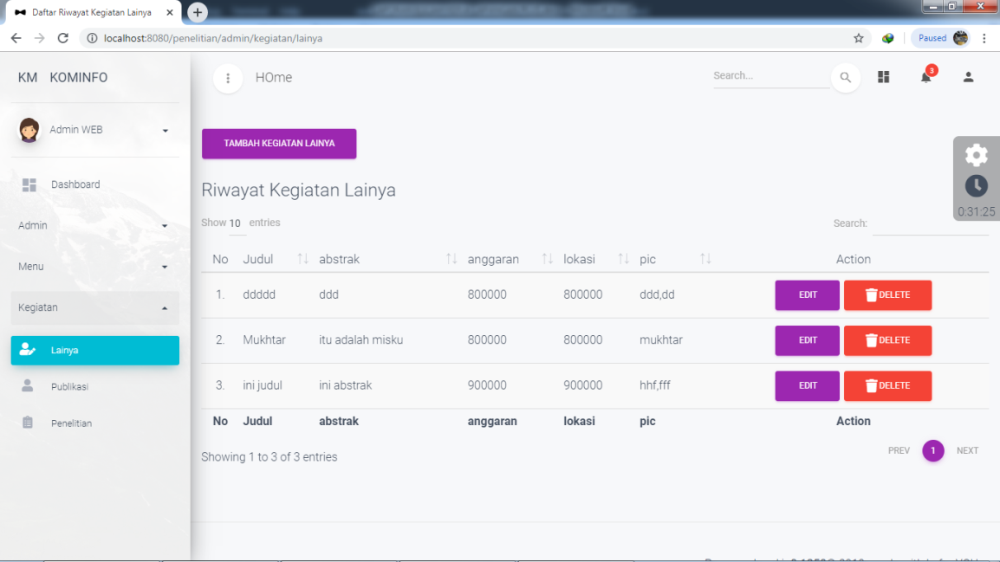 Daftar Riwayat Kegiatan Lainya
localhost:8080/penelitian/admin/kegiatan/lainya
Paused
KM KOMINFO
HOme
Search...
3
Admin WEB
TAMBAH KEGIATAN LAINYA
Dashboard
Riwayat Kegiatan Lainya
0:31:25
Admin
Show 10 entries
Search:
Menu
No Judul abstrak anggaran lokasi pic Action
Kegiatan
1. ddddd ddd 800000 800000 ddd,dd EDIT DELETE
Lainya
2. Mukhtar itu adalah misku 800000 800000 mukhtar EDIT DELETE
Publikasi
3. ini judul ini abstrak 900000 900000 hhf,fff EDIT DELETE
Penelitian
No Judul abstrak anggaran lokasi pic Action
Showing 1 to 3 of 3 entries
PREV 1 NEXT